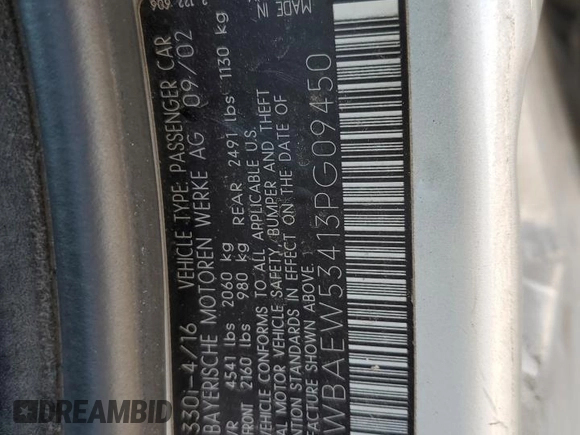 330i-4/16 VEHICLE TYPE: PASSENGER CAR
BAYERISCHE MOTOREN WERKE AG 09/02
4541 lbs 2060 kg
FRONT 2160 lbs 980 kg REAR 2491 lbs 1130 kg
VEHICLE CONFORMS TO ALL APPLICABLE U.S.
MOTOR VEHICLE SAFETY, BUMPER AND THEFT
STANDARDS IN EFFECT ON THE DATE OF
SHOWN ABOVE.
WBAEW53413PG09450
MADE IN
© BidCars